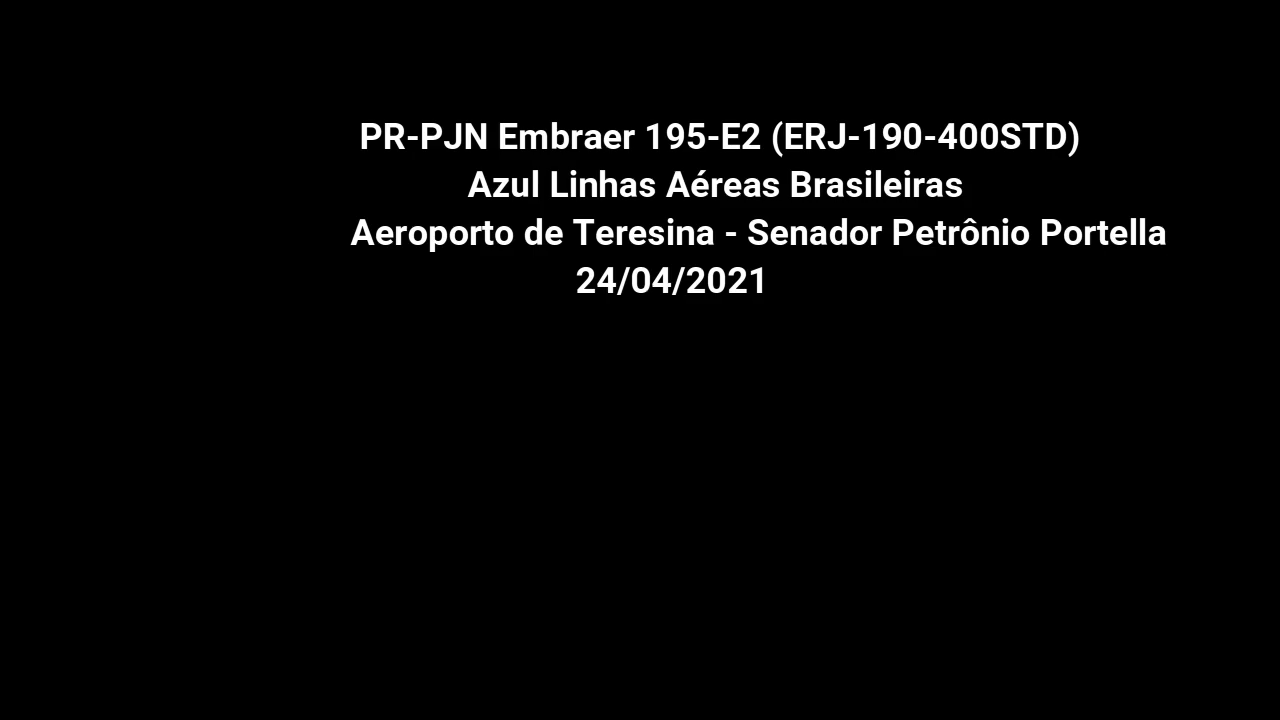 PR-PJN Embraer 195-E2 (ERJ-190-400STD)
Azul Linhas Aéreas Brasileiras
Aeroporto de Teresina - Senador Petrônio Portella
24/04/2021